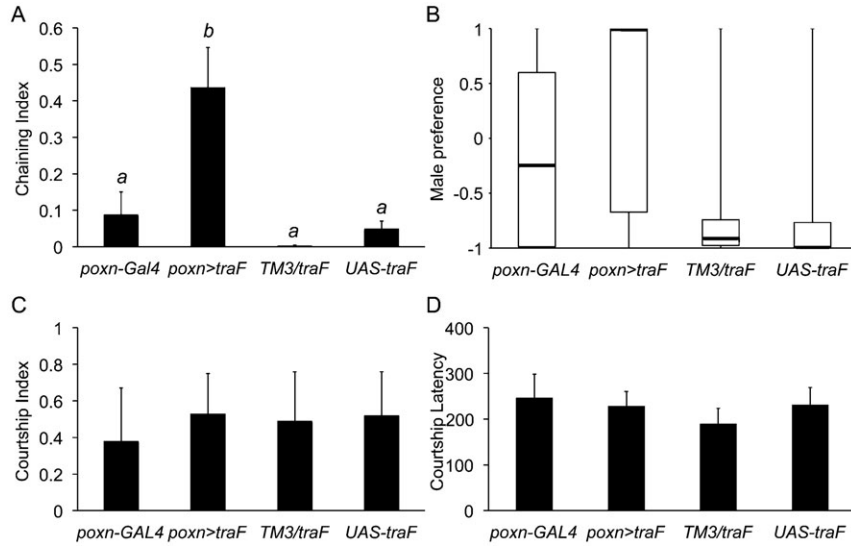 A
Chaining Index
0.6
0.5
0.4
0.3
0.2
0.1
0
a
b
a
a
poxn-Gal4 poxn>traF TM3/traF UAS-traF
B
Male preference
1
0.5
0
-0.5
-1
poxn-GAL4 poxn>traF TM3/traF UAS-traF
C
Courtship Index
1
0.8
0.6
0.4
0.2
0
poxn-GAL4 poxn>traF TM3/traF UAS-traF
D
Courtship Latency
400
300
200
100
0
poxn-GAL4 poxn>traF TM3/traF UAS-traF